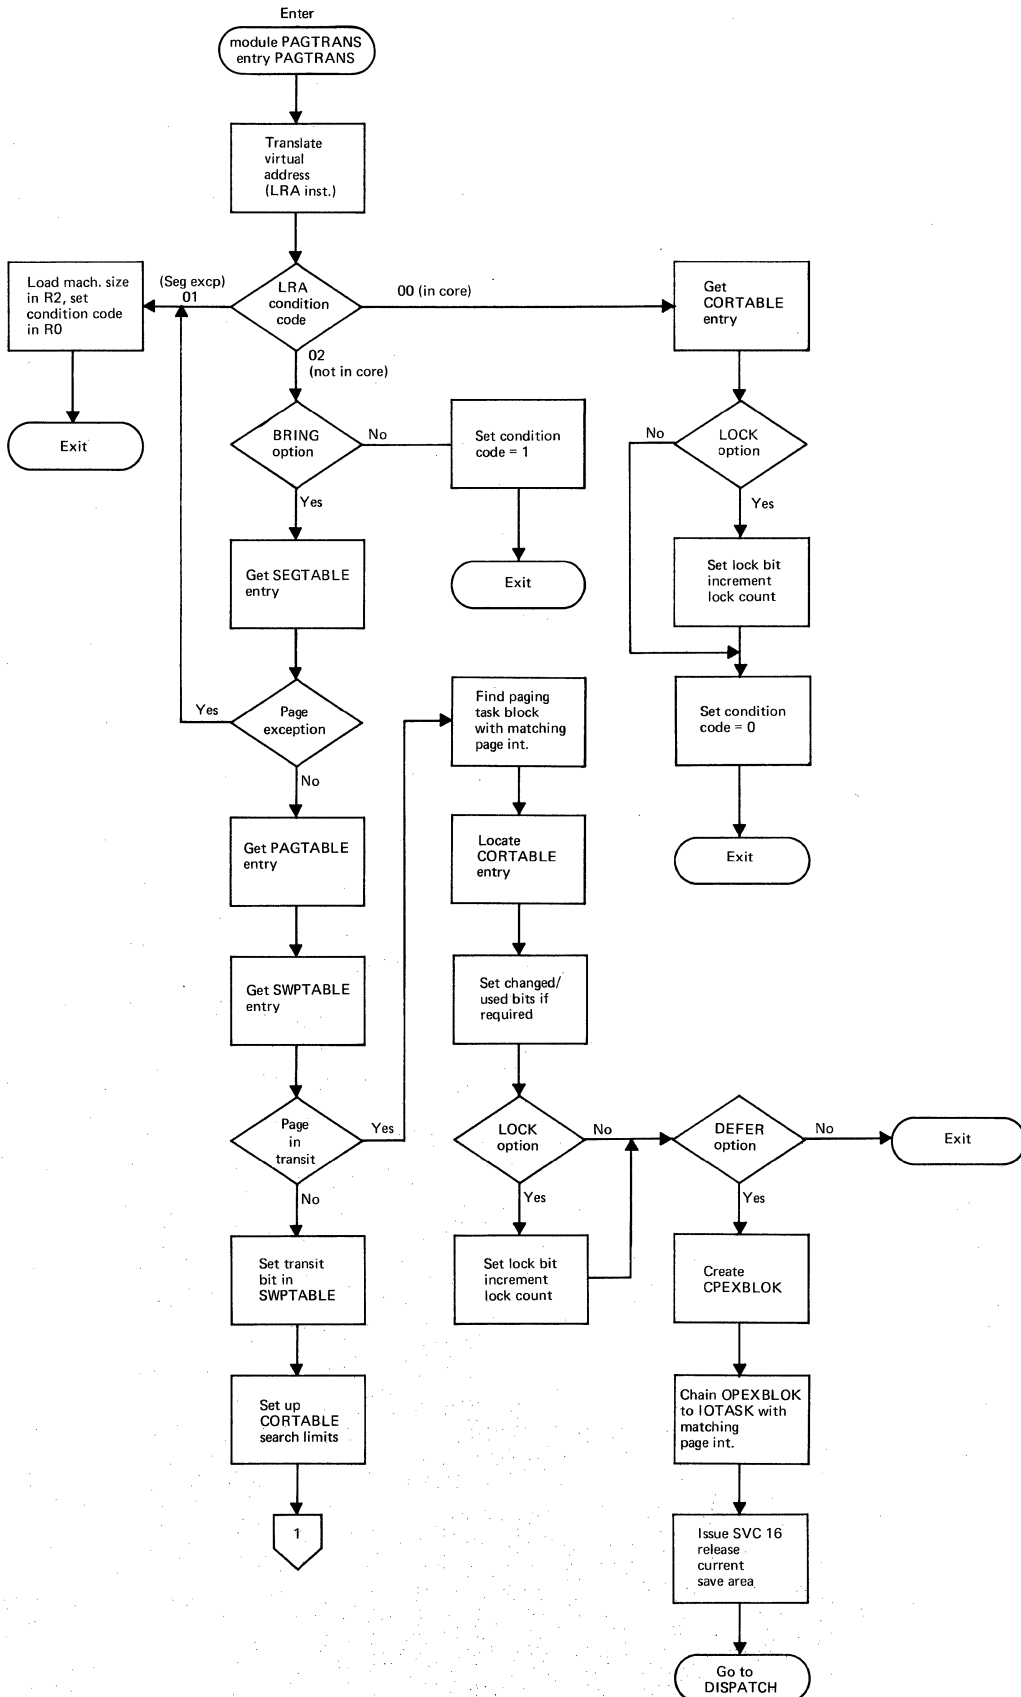 Enter
module PAGTRANS
entry PAGTRANS
Translate
virtual
address
(LRA inst.)
Load mach. size
in R2, set
condition code
in R0
(Seg excp)
01
LRA
condition
code
00 (in core)
Get
CORTABLE
entry
02
(not in core)
Exit
BRING
option
No
Set condition
code = 1
No
LOCK
option
Yes
Yes
Get SEGTABLE
entry
Exit
Set lock bit
increment
lock count
Yes
Page
exception
Find paging
task block
with matching
page int.
Set condition
code = 0
No
Get PAGTABLE
entry
Locate
CORTABLE
entry
Exit
Get SWPTABLE
entry
Set changed/
used bits if
required
Page
in
transit
Yes
LOCK
option
No
DEFER
option
No
Exit
No
Yes
Yes
Set transit
bit in
SWPTABLE
Set lock bit
increment
lock count
Create
CPEXBLOK
Set up
CORTABLE
search limits
Chain OPEXBLOK
to IOTASK with
matching
page int.
1
Issue SVC 16
release
current
save area
Go to
DISPATCH